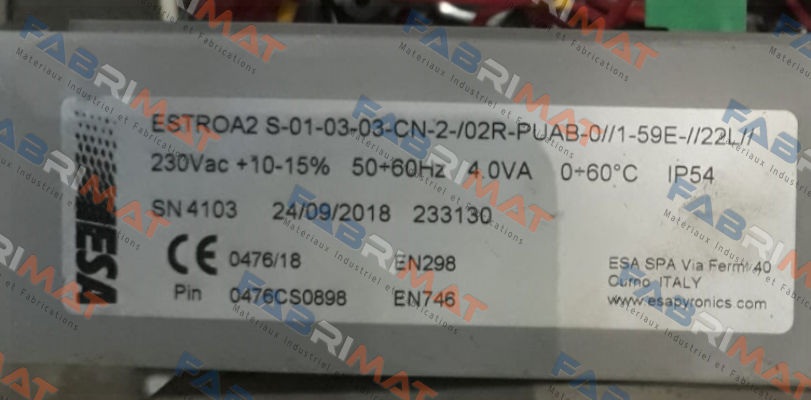 ESTROA2 S-01-03-03-CN-2-/02R-PUAB-0//1-59E-//22L//
230Vac +10-15% 50÷60Hz 4.0VA 0÷60°C IP54
SN 4103 24/09/2018 233130
CE 0476/18 EN298
Pin 0476CS0898 EN746
ESA
ESA SPA Via Fermi 40
Curno-ITALY
www.esapyronics.com
FABRIMAT
Materiaux Industriel et Fabrications